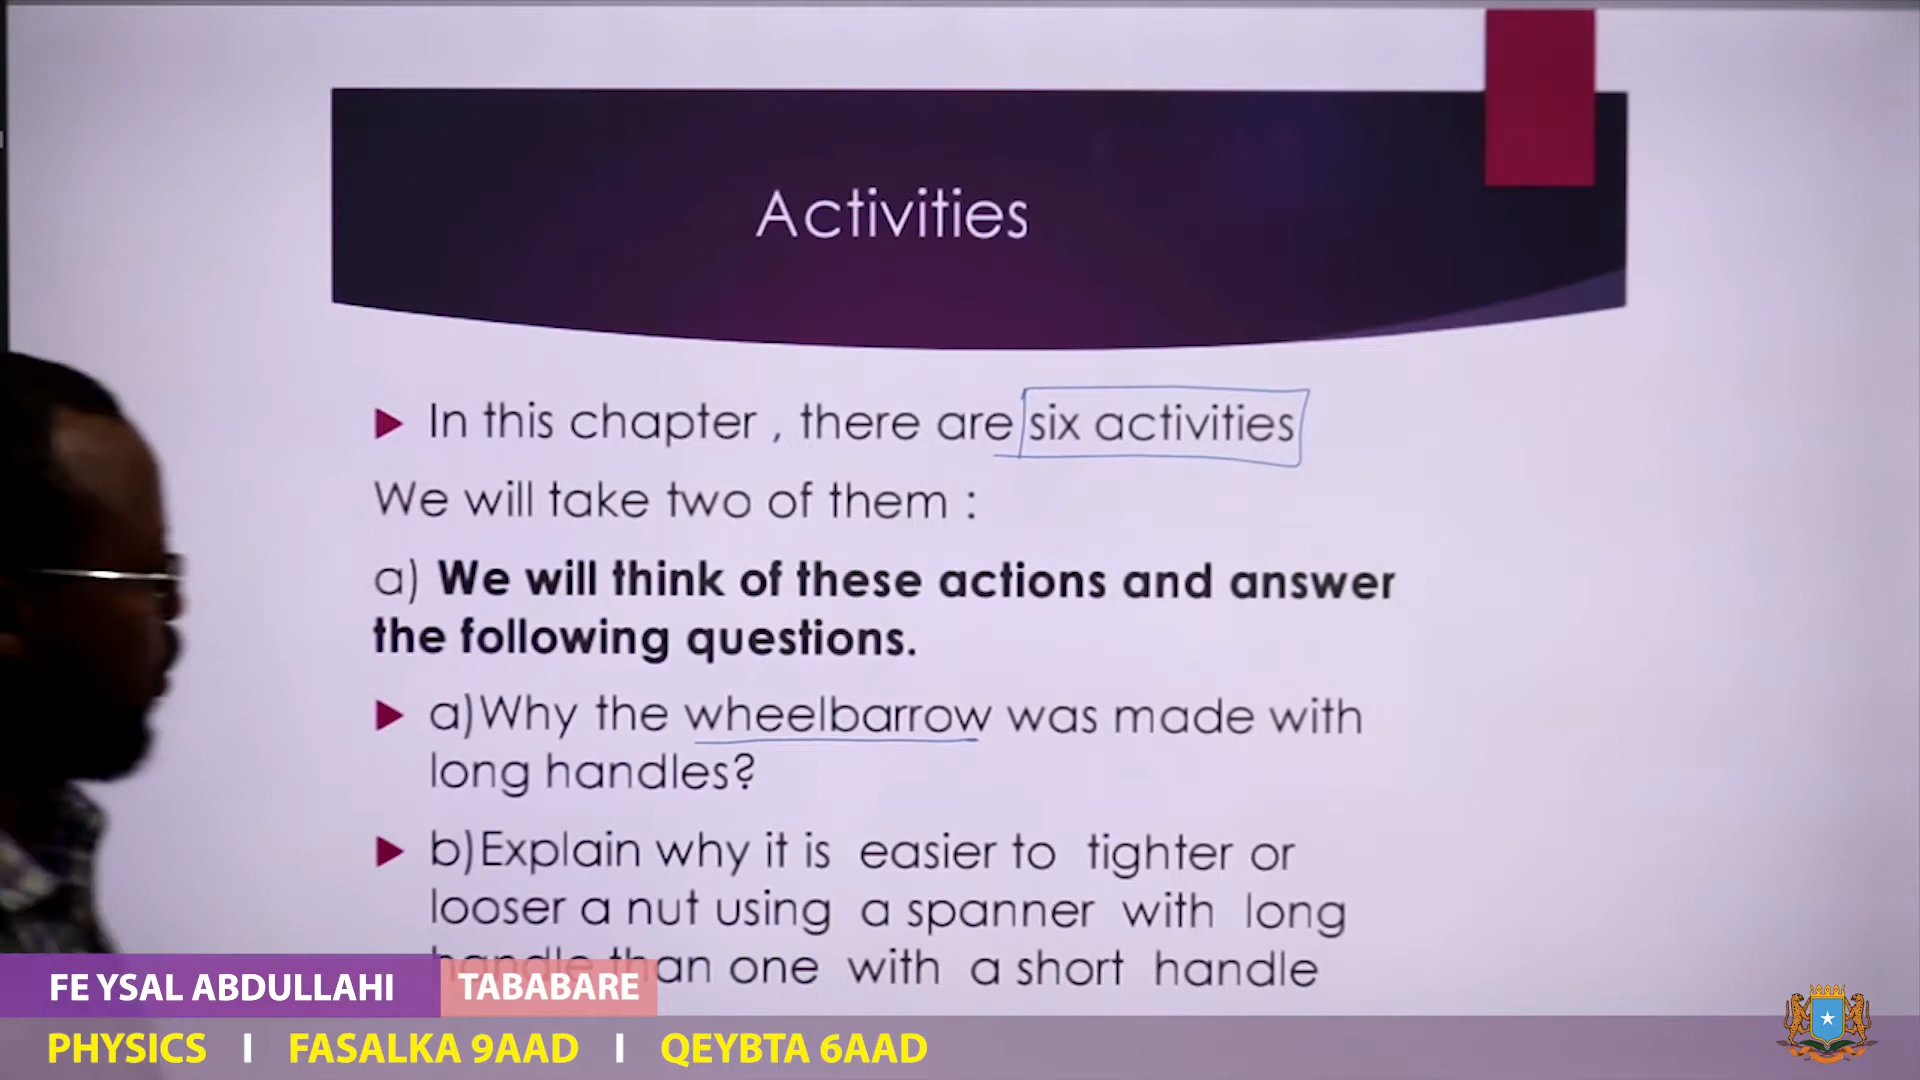 Activities
In this chapter , there are six activities
We will take two of them :
a) We will think of these actions and answer
the following questions.
a)Why the wheelbarrow was made with
long handles?
b)Explain why it is easier to tighter or
looser a nut using a spanner with long
handle than one with a short handle
FE YSAL ABDULLAHI TABABARE
PHYSICS I FASALKA 9AAD I QEYBTA 6AAD